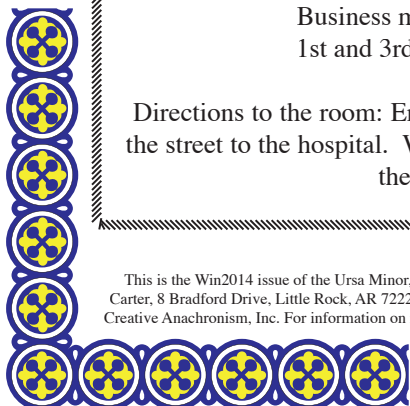 Business m
1st and 3rd
Directions to the room: En
the street to the hospital. W
the
This is the Win2014 issue of the Ursa Minor,
Carter, 8 Bradford Drive, Little Rock, AR 7222
Creative Anachronism, Inc. For information on